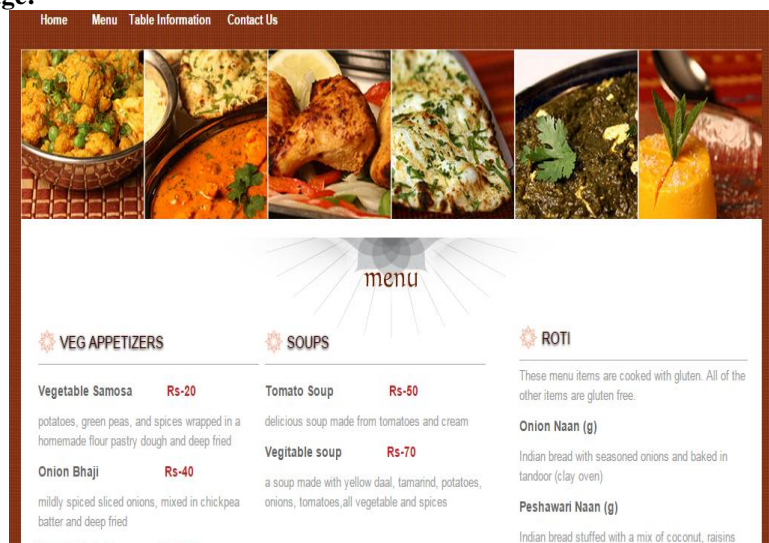 ge:
Home Menu Table Information Contact Us
menu
VEG APPETIZERS
Vegetable Samosa Rs-20
potatoes, green peas, and spices wrapped in a
homemade flour pastry dough and deep fried
Onion Bhaji Rs-40
mildly spiced sliced onions, mixed in chickpea
batter and deep fried
SOUPS
Tomato Soup Rs-50
delicious soup made from tomatoes and cream
Vegitable soup Rs-70
a soup made with yellow daal, tamarind, potatoes,
onions, tomatoes,all vegetable and spices
ROTI
These menu items are cooked with gluten. All of the
other items are gluten free.
Onion Naan (g)
Indian bread with seasoned onions and baked in
tandoor (clay oven)
Peshawari Naan (g)
Indian bread stuffed with a mix of coconut, raisins